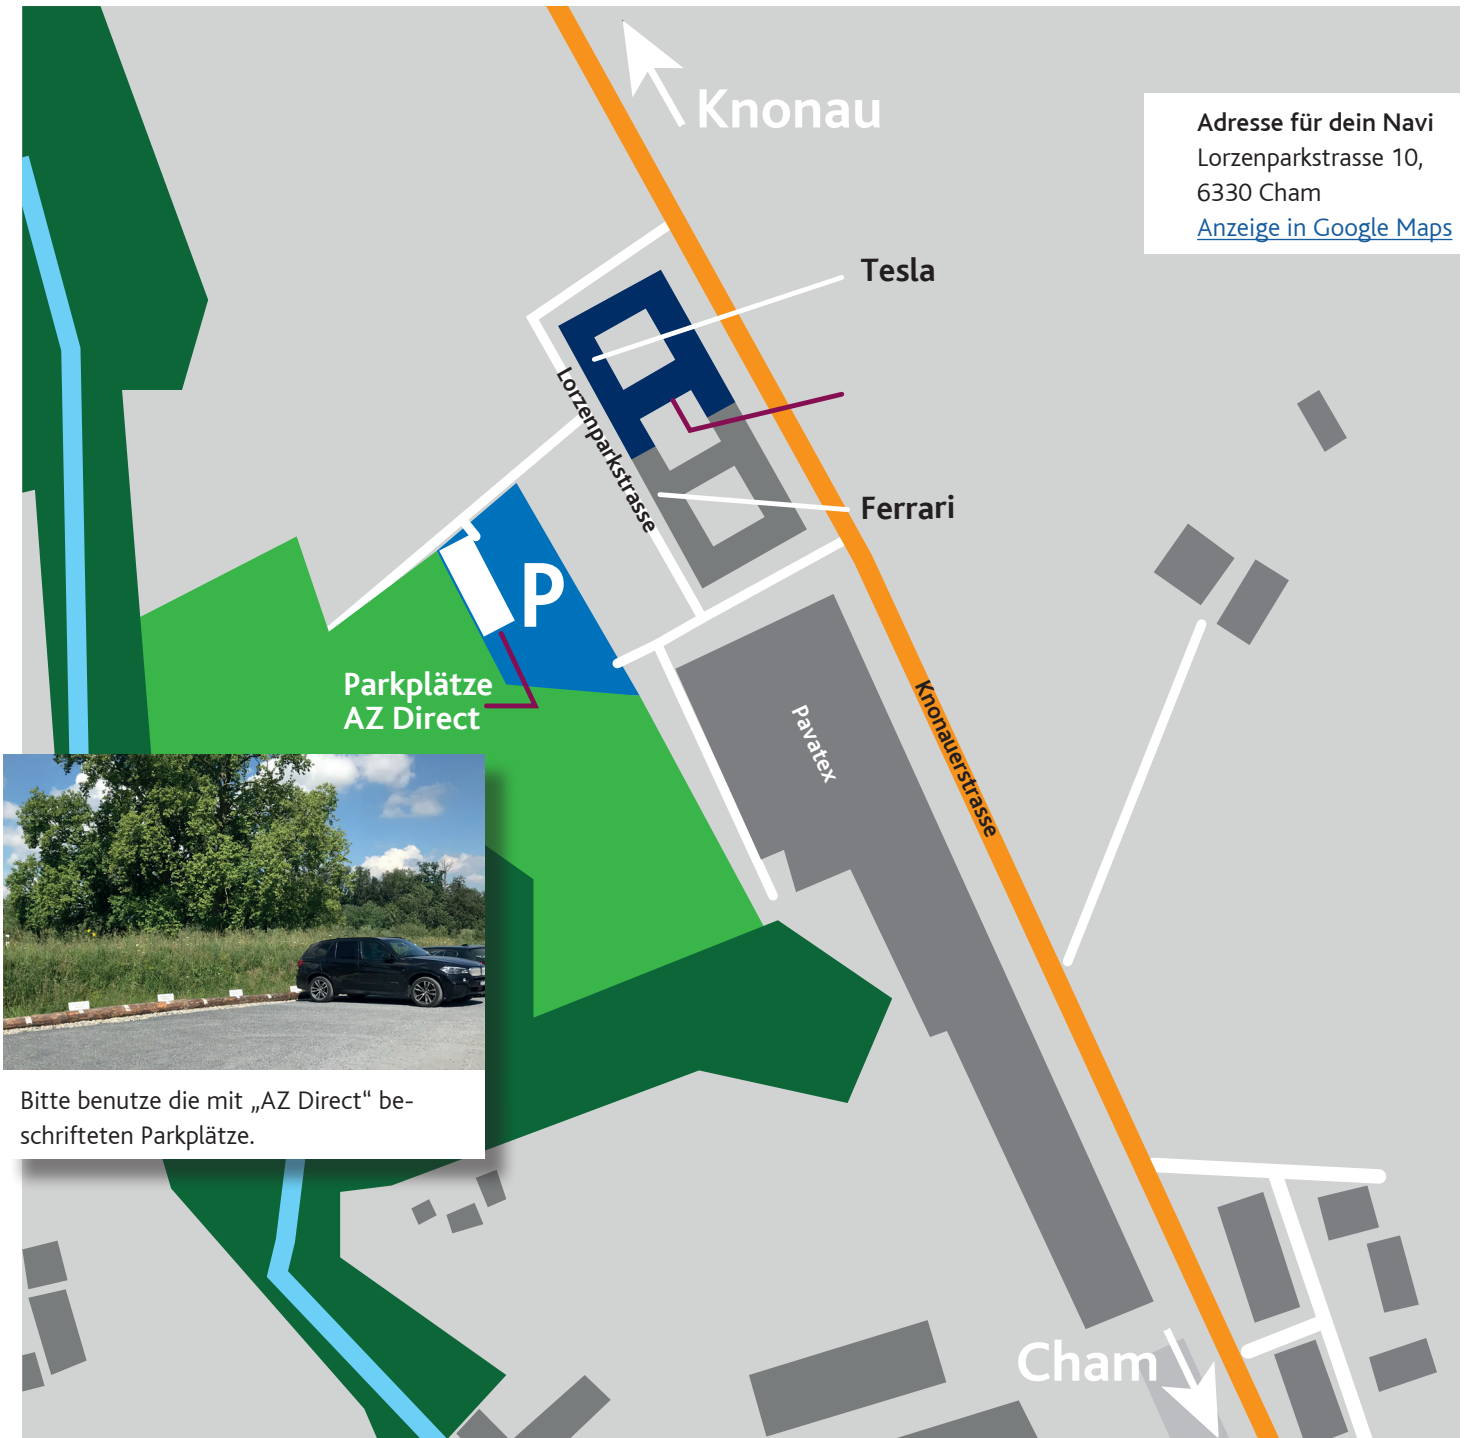 Knonau
Adresse für dein Navi
Lorzenparkstrasse 10,
6330 Cham
Anzeige in Google Maps
Tesla
Lorzenparkstrasse
Ferrari
P
Parkplätze
AZ Direct
Pavatex
Knonauerstrasse
Bitte benutze die mit „AZ Direct“ be-
schrifteten Parkplätze.
Cham